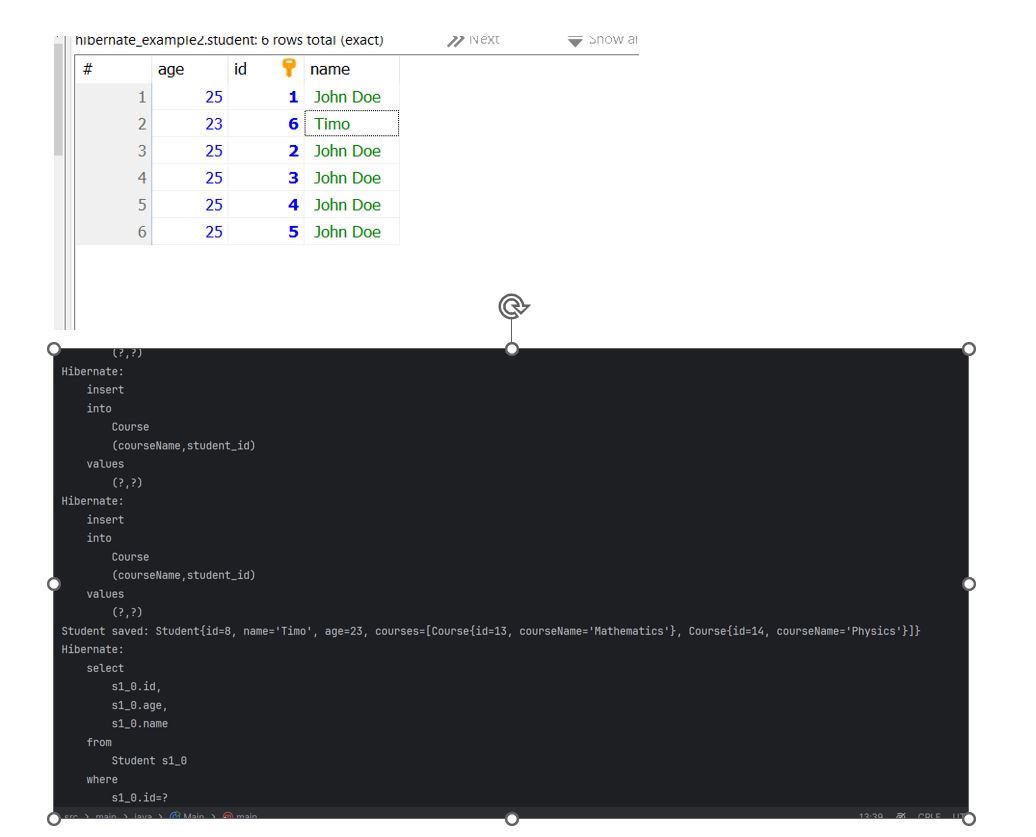 hibernate_example2.student: 6 rows total (exact) Next Show al
# age id name
1 25 1 John Doe
2 23 6 Timo
3 25 2 John Doe
4 25 3 John Doe
5 25 4 John Doe
6 25 5 John Doe
(?,?)
Hibernate:
insert
into
Course
(courseName,student_id)
values
(?,?)
Hibernate:
insert
into
Course
(courseName,student_id)
values
(?,?)
Student saved: Student{id=8, name='Timo', age=23, courses=[Course{id=13, courseName='Mathematics'}, Course{id=14, courseName='Physics'}]}
Hibernate:
select
s1_0.id,
s1_0.age,
s1_0.name
from
Student s1_0
where
s1_0.id=?
src > main > java > Main > main 13:39 CRLF UT